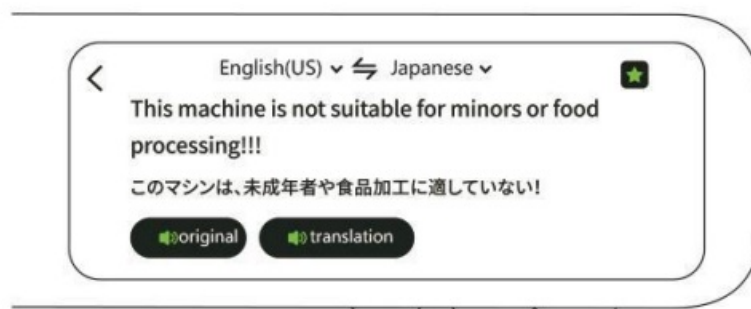 English(US) Japanese
This machine is not suitable for minors or food
processing!!!
このマシンは、未成年者や食品加工に適していない!
original translation